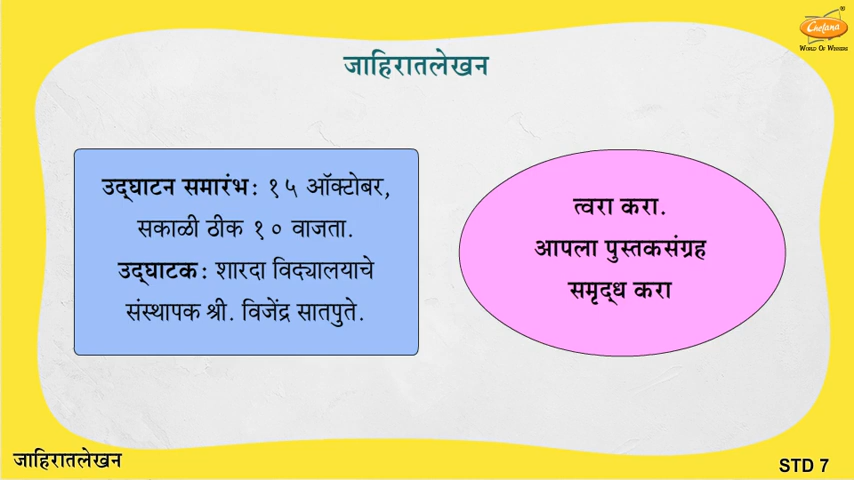 Chetana
WORLD OF WINNERS
जाहिरातलेखन
उद्‌घाटन समारंभ: १५ ऑक्टोबर,
सकाळी ठीक १० वाजता.
उद्‌घाटक: शारदा विद्यालयाचे
संस्थापक श्री. विजेंद्र सातपुते.
त्वरा करा.
आपला पुस्तकसंग्रह
समृद्ध करा
जाहिरातलेखन
STD 7